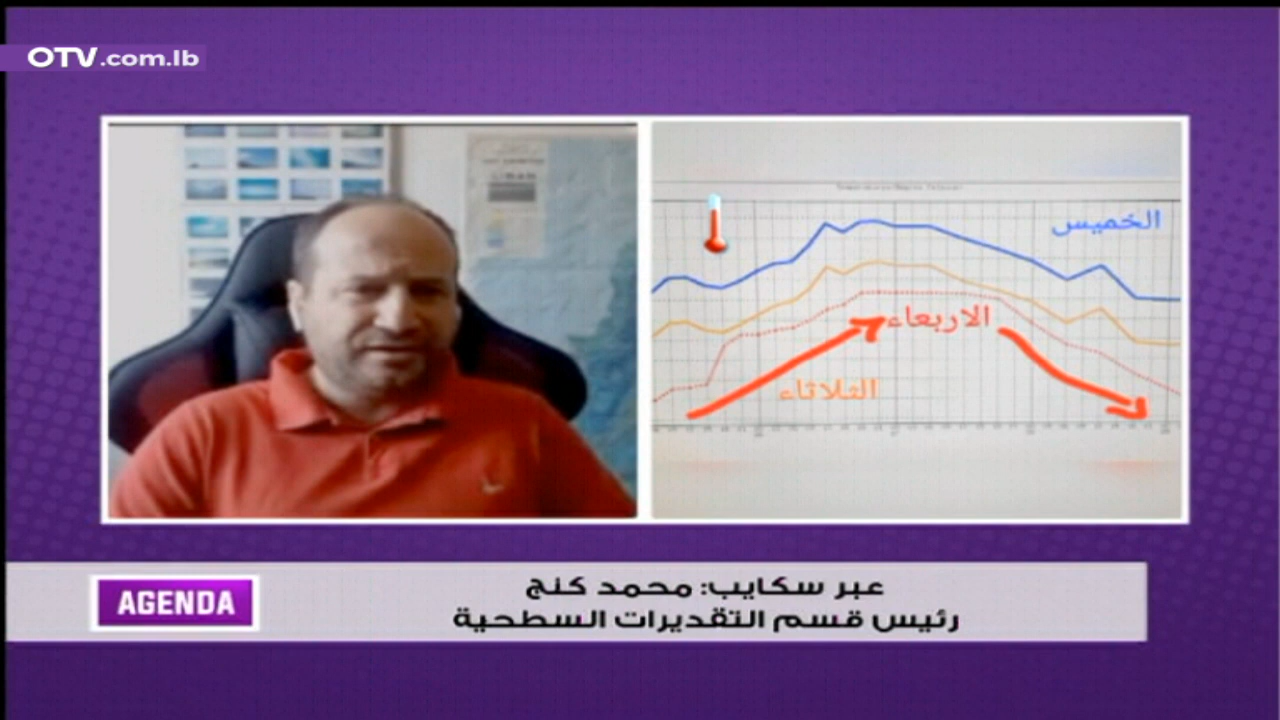 OTV.com.lb
الخميس
الاربعاء
الثلاثاء
عبر سكايب: محمد كنج
رئيس قسم التقديرات السطحية
AGENDA